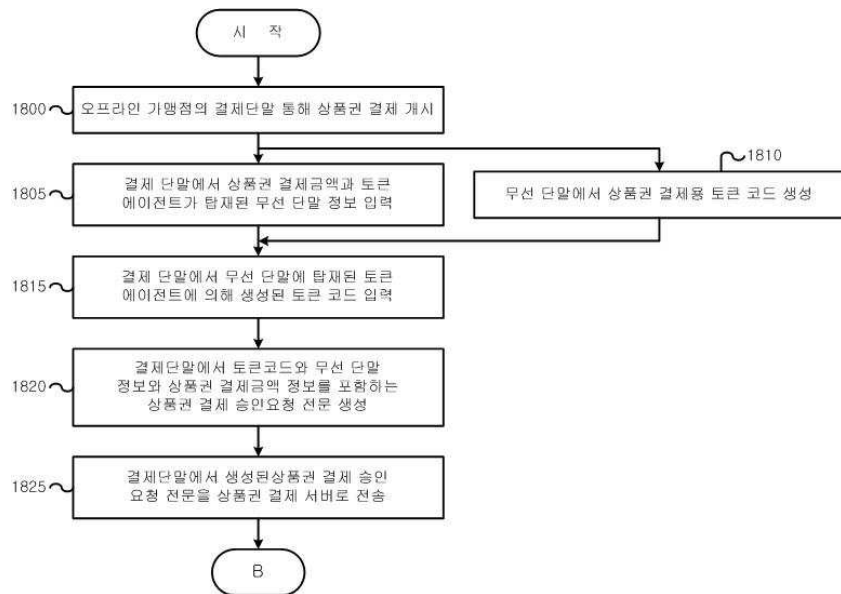 시 작
1800
오프라인 가맹점의 결제단말 통해 상품권 결제 개시
1810
1805
결제 단말에서 상품권 결제금액과 토큰
에이전트가 탑재된 무선 단말 정보 입력
무선 단말에서 상품권 결제용 토큰 코드 생성
1815
결제 단말에서 무선 단말에 탑재된 토큰
에이전트에 의해 생성된 토큰 코드 입력
1820
결제단말에서 토큰코드와 무선 단말
정보와 상품권 결제금액 정보를 포함하는
상품권 결제 승인요청 전문 생성
1825
결제단말에서 생성된상품권 결제 승인
요청 전문을 상품권 결제 서버로 전송
B